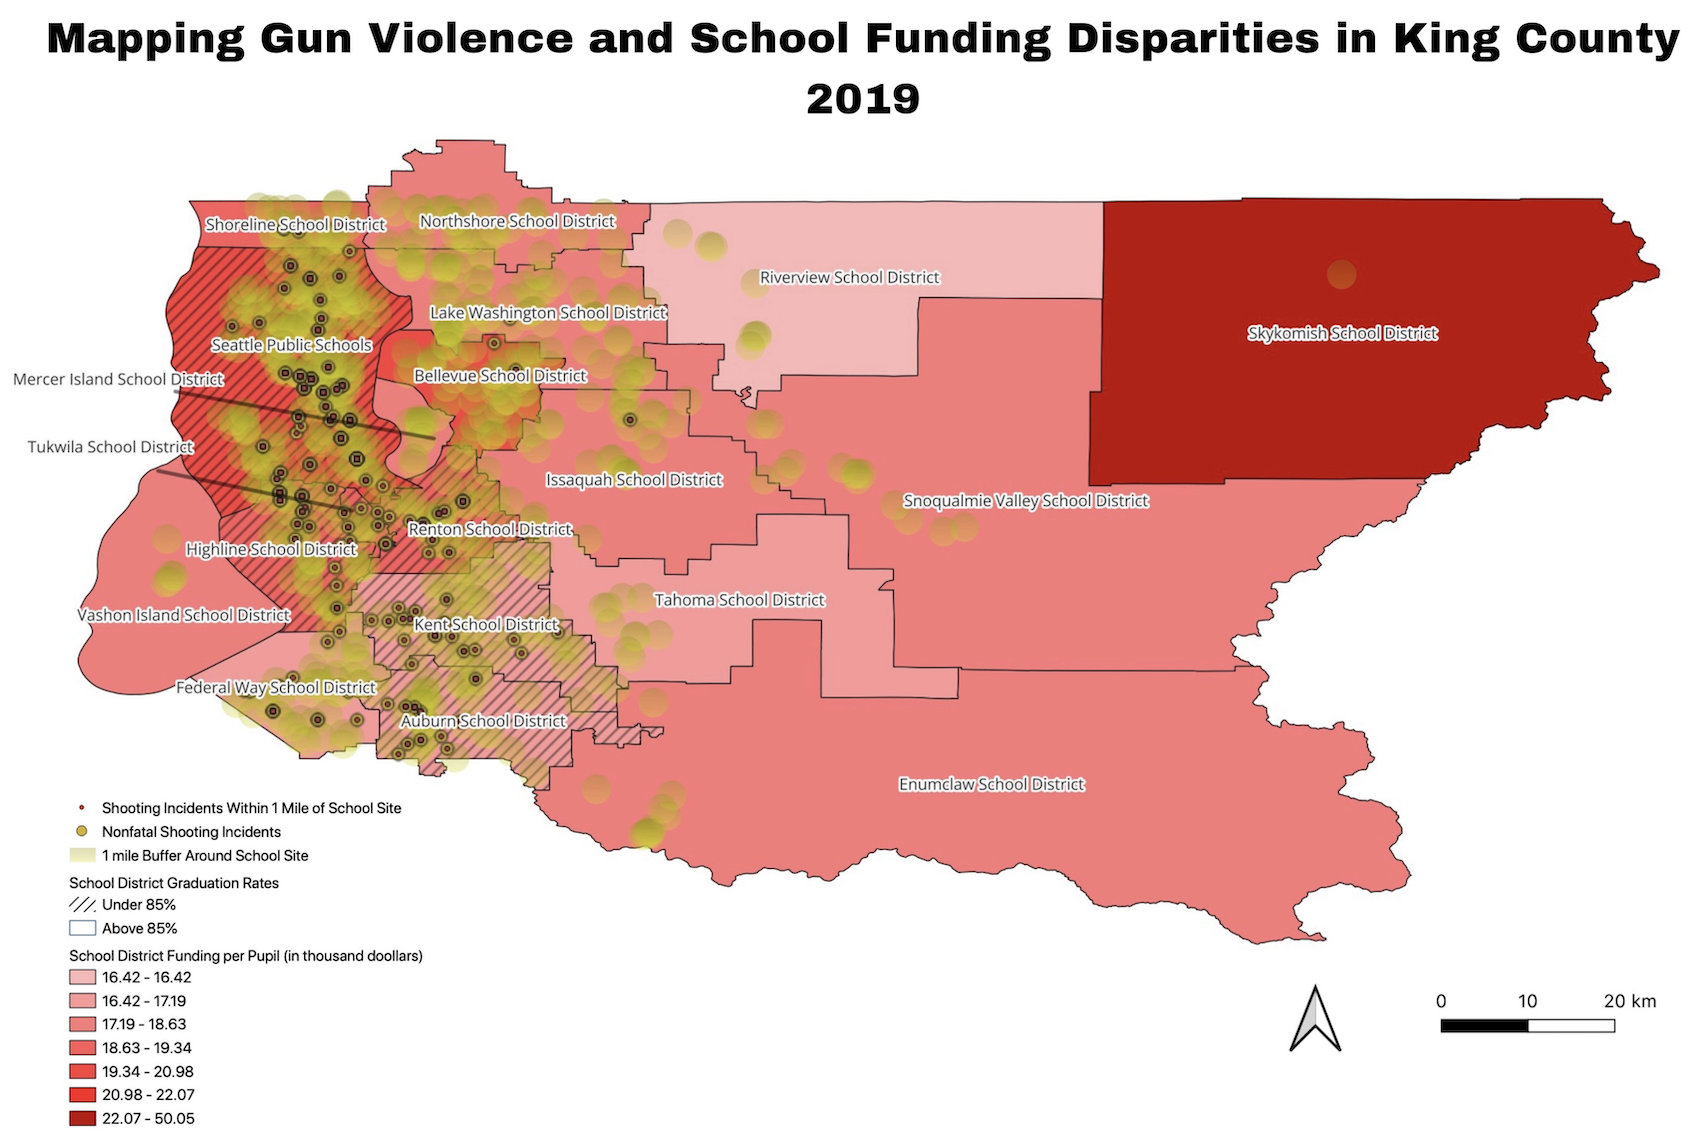 Mapping Gun Violence and School Funding Disparities in King County
2019
Shoreline School District
Northshore School District
Riverview School District
Lake Washington School District
Skykomish School District
Seattle Public Schools
Mercer Island School District
Bellevue School District
Tukwila School District
Issaquah School District
Snoqualmie Valley School District
Renton School District
Highline School District
Tahoma School District
Vashon Island School District
Kent School District
Federal Way School District
Auburn School District
Enumclaw School District
Shooting Incidents Within 1 Mile of School Site
Nonfatal Shooting Incidents
1 mile Buffer Around School Site
School District Graduation Rates
Under 85%
Above 85%
School District Funding per Pupil (in thousand doollars)
16.42 - 16.42
16.42 - 17.19
17.19 - 18.63
18.63 - 19.34
19.34 - 20.98
20.98 - 22.07
22.07 - 50.05
0 10 20 km